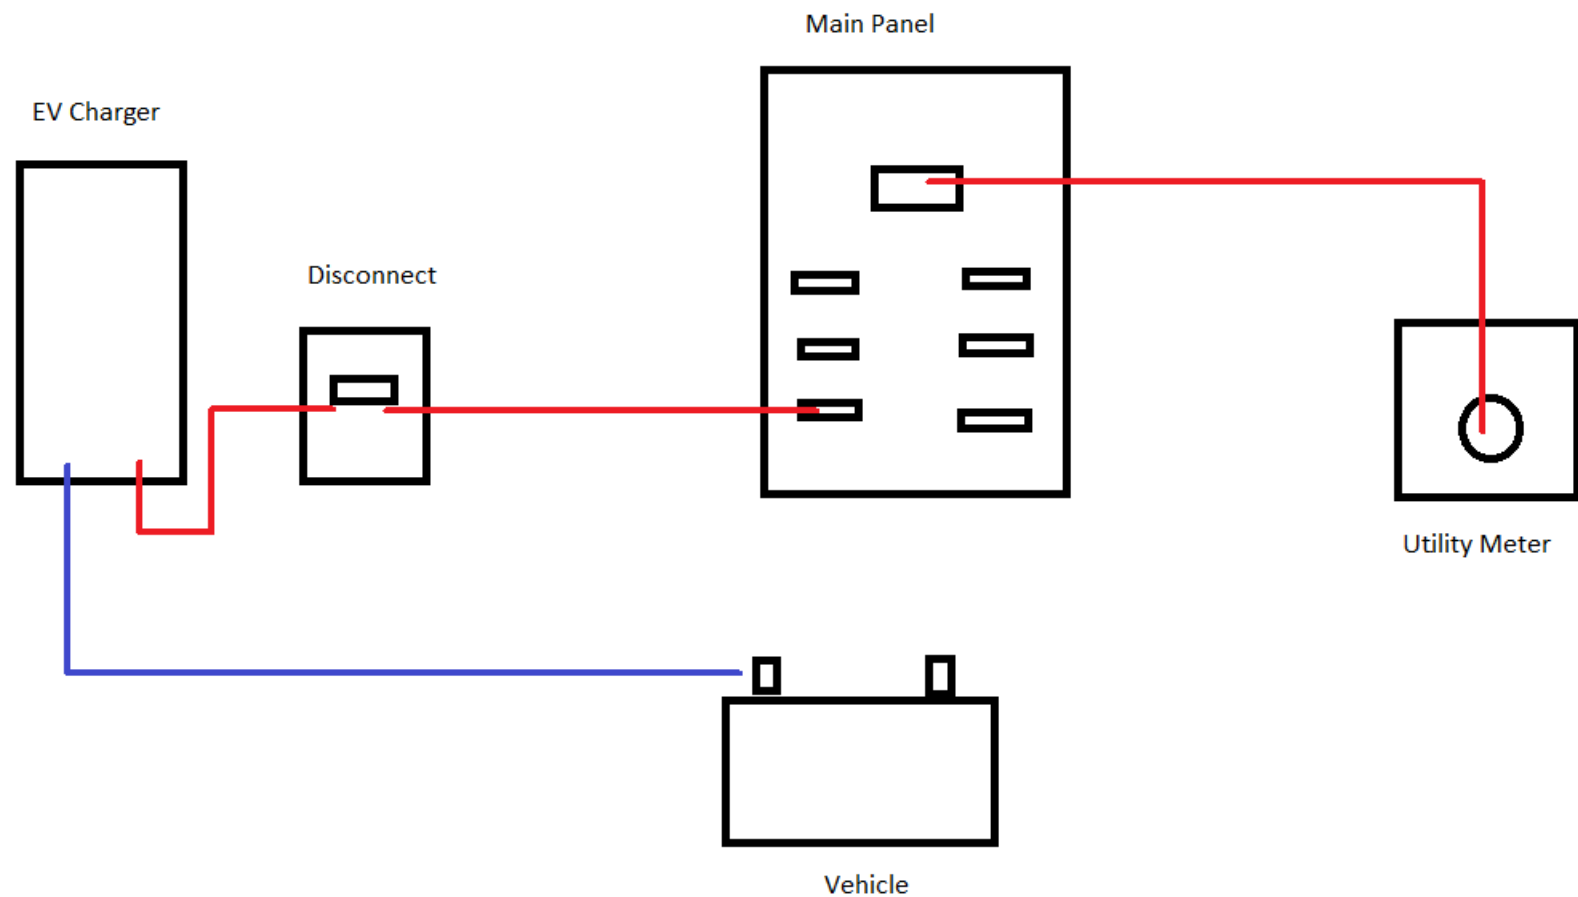 Main Panel
EV Charger
Disconnect
Utility Meter
Vehicle